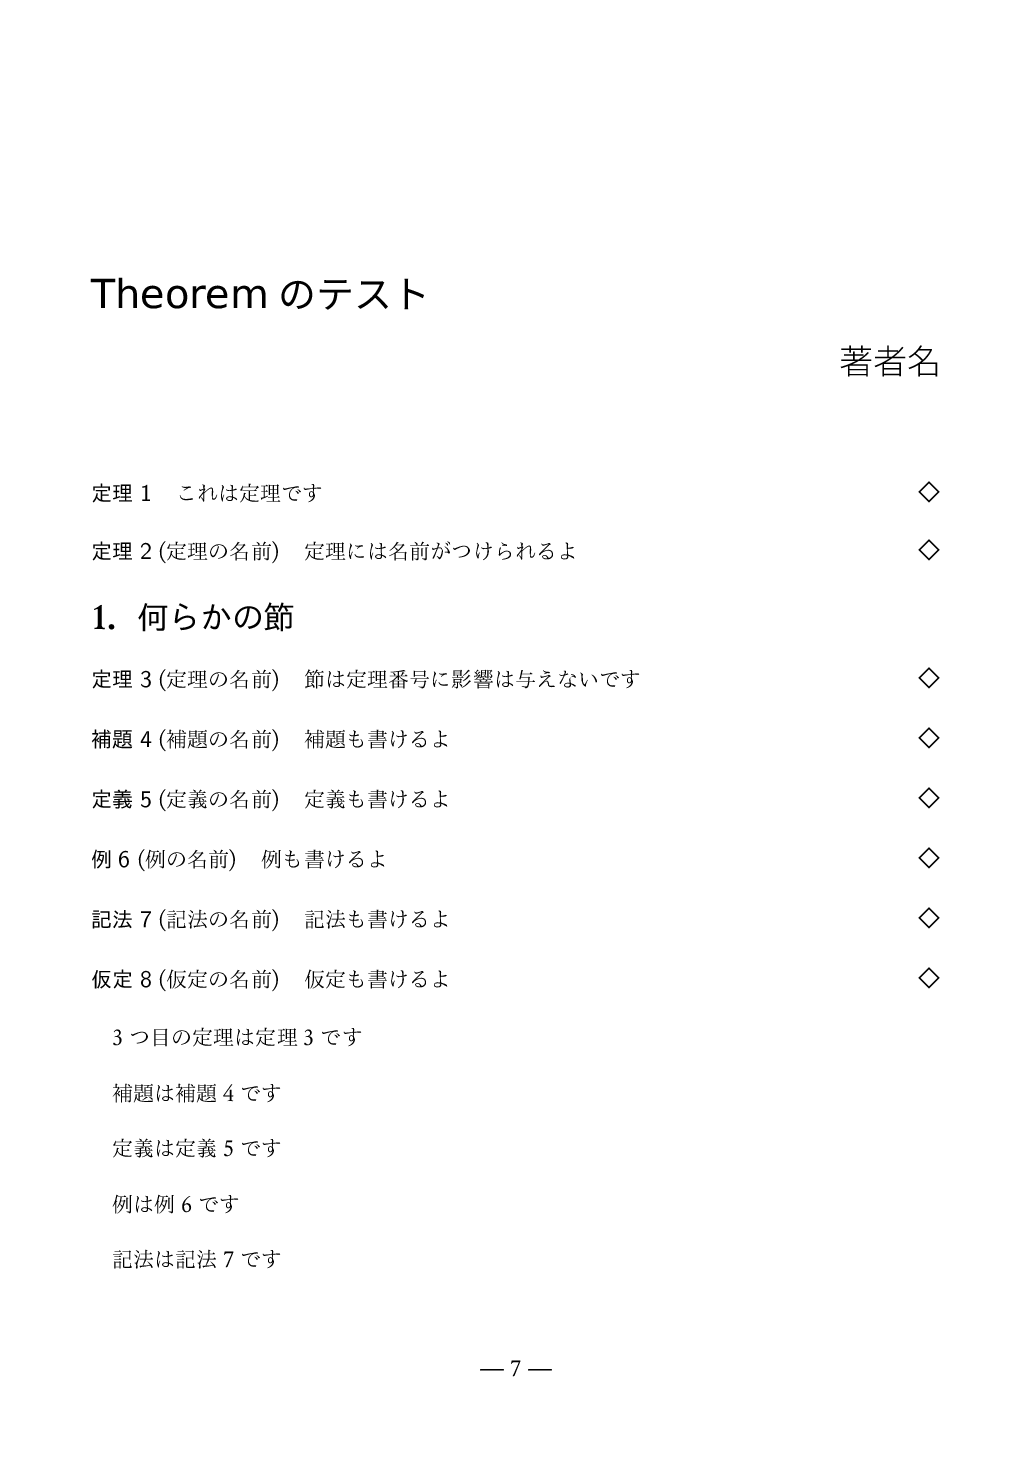 Theorem のテスト
著者名
定理 1　これは定理です ◇
定理 2 (定理の名前)　定理には名前がつけられるよ ◇
1. 何らかの節
定理 3 (定理の名前)　節は定理番号に影響は与えないです ◇
補題 4 (補題の名前)　補題も書けるよ ◇
定義 5 (定義の名前)　定義も書けるよ ◇
例 6 (例の名前)　例も書けるよ ◇
記法 7 (記法の名前)　記法も書けるよ ◇
仮定 8 (仮定の名前)　仮定も書けるよ ◇
3 つ目の定理は定理 3 です
補題は補題 4 です
定義は定義 5 です
例は例 6 です
記法は記法 7 です
— 7 —